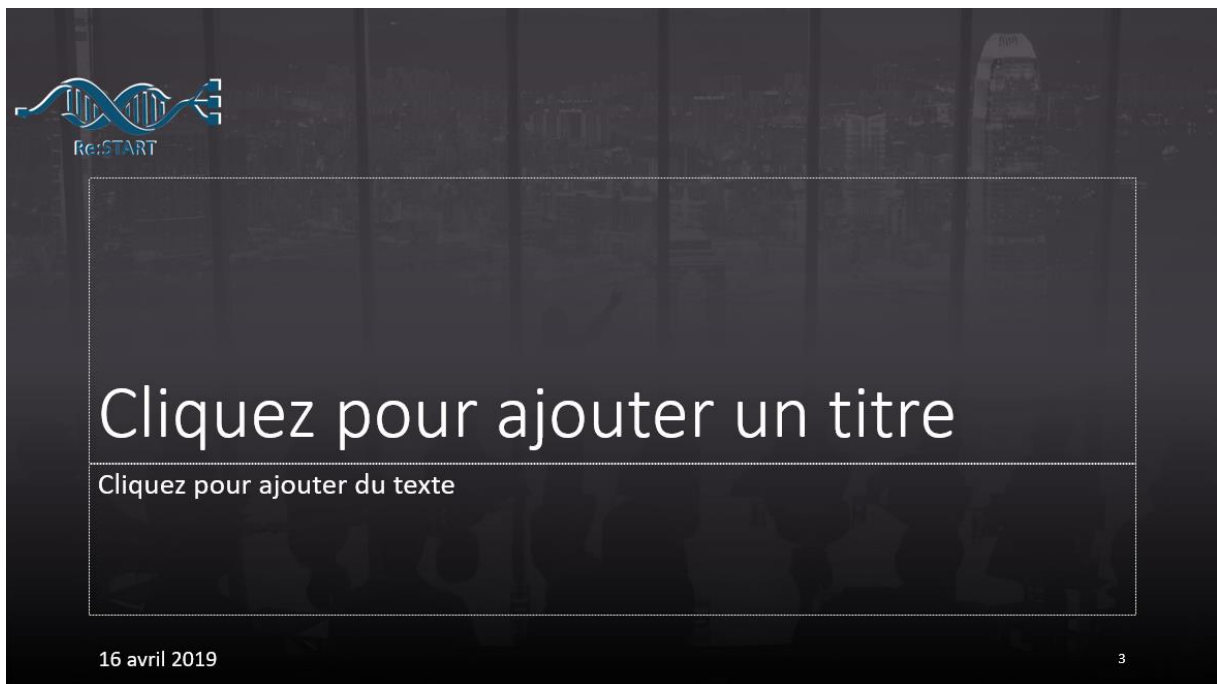 Re:START
Cliquez pour ajouter un titre
Cliquez pour ajouter du texte
16 avril 2019
3